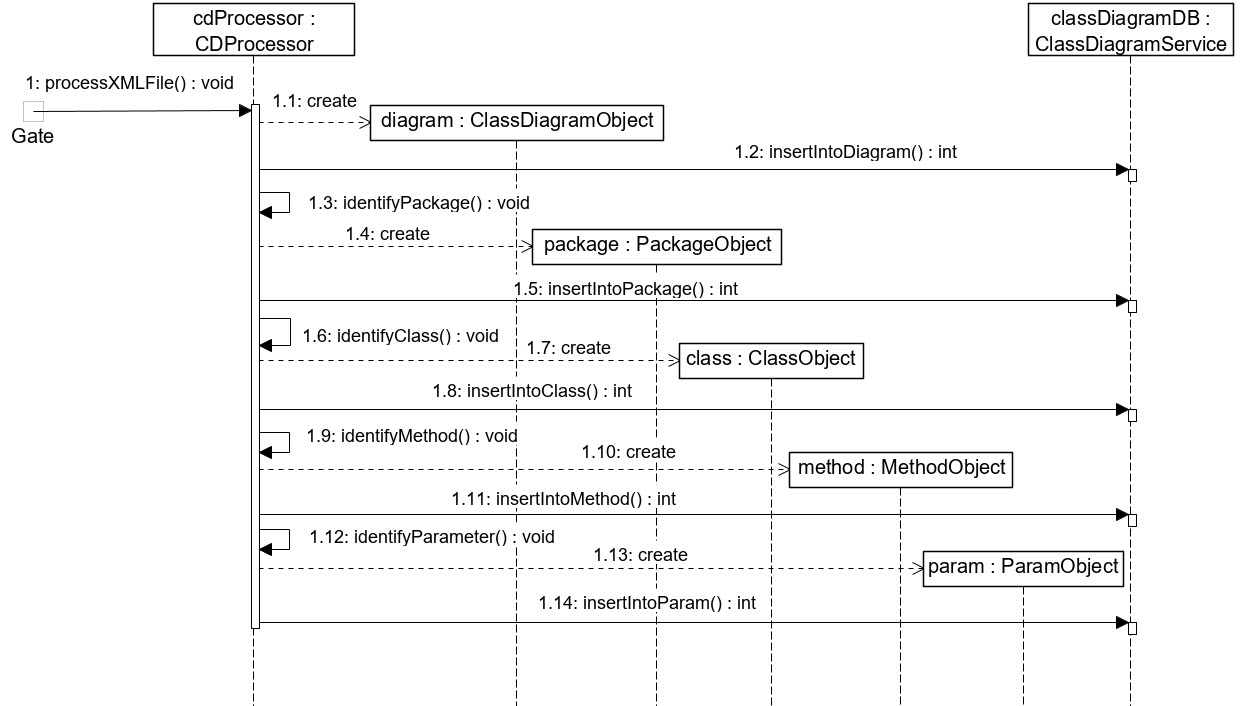 cdProcessor :
CDProcessor
classDiagramDB :
ClassDiagramService
1: processXMLFile() : void
Gate
1.1: create
diagram : ClassDiagramObject
1.2: insertIntoDiagram() : int
1.3: identifyPackage() : void
1.4: create
package : PackageObject
1.5: insertIntoPackage() : int
1.6: identifyClass() : void
1.7: create
class : ClassObject
1.8: insertIntoClass() : int
1.9: identifyMethod() : void
1.10: create
method : MethodObject
1.11: insertIntoMethod() : int
1.12: identifyParameter() : void
1.13: create
param : ParamObject
1.14: insertIntoParam() : int